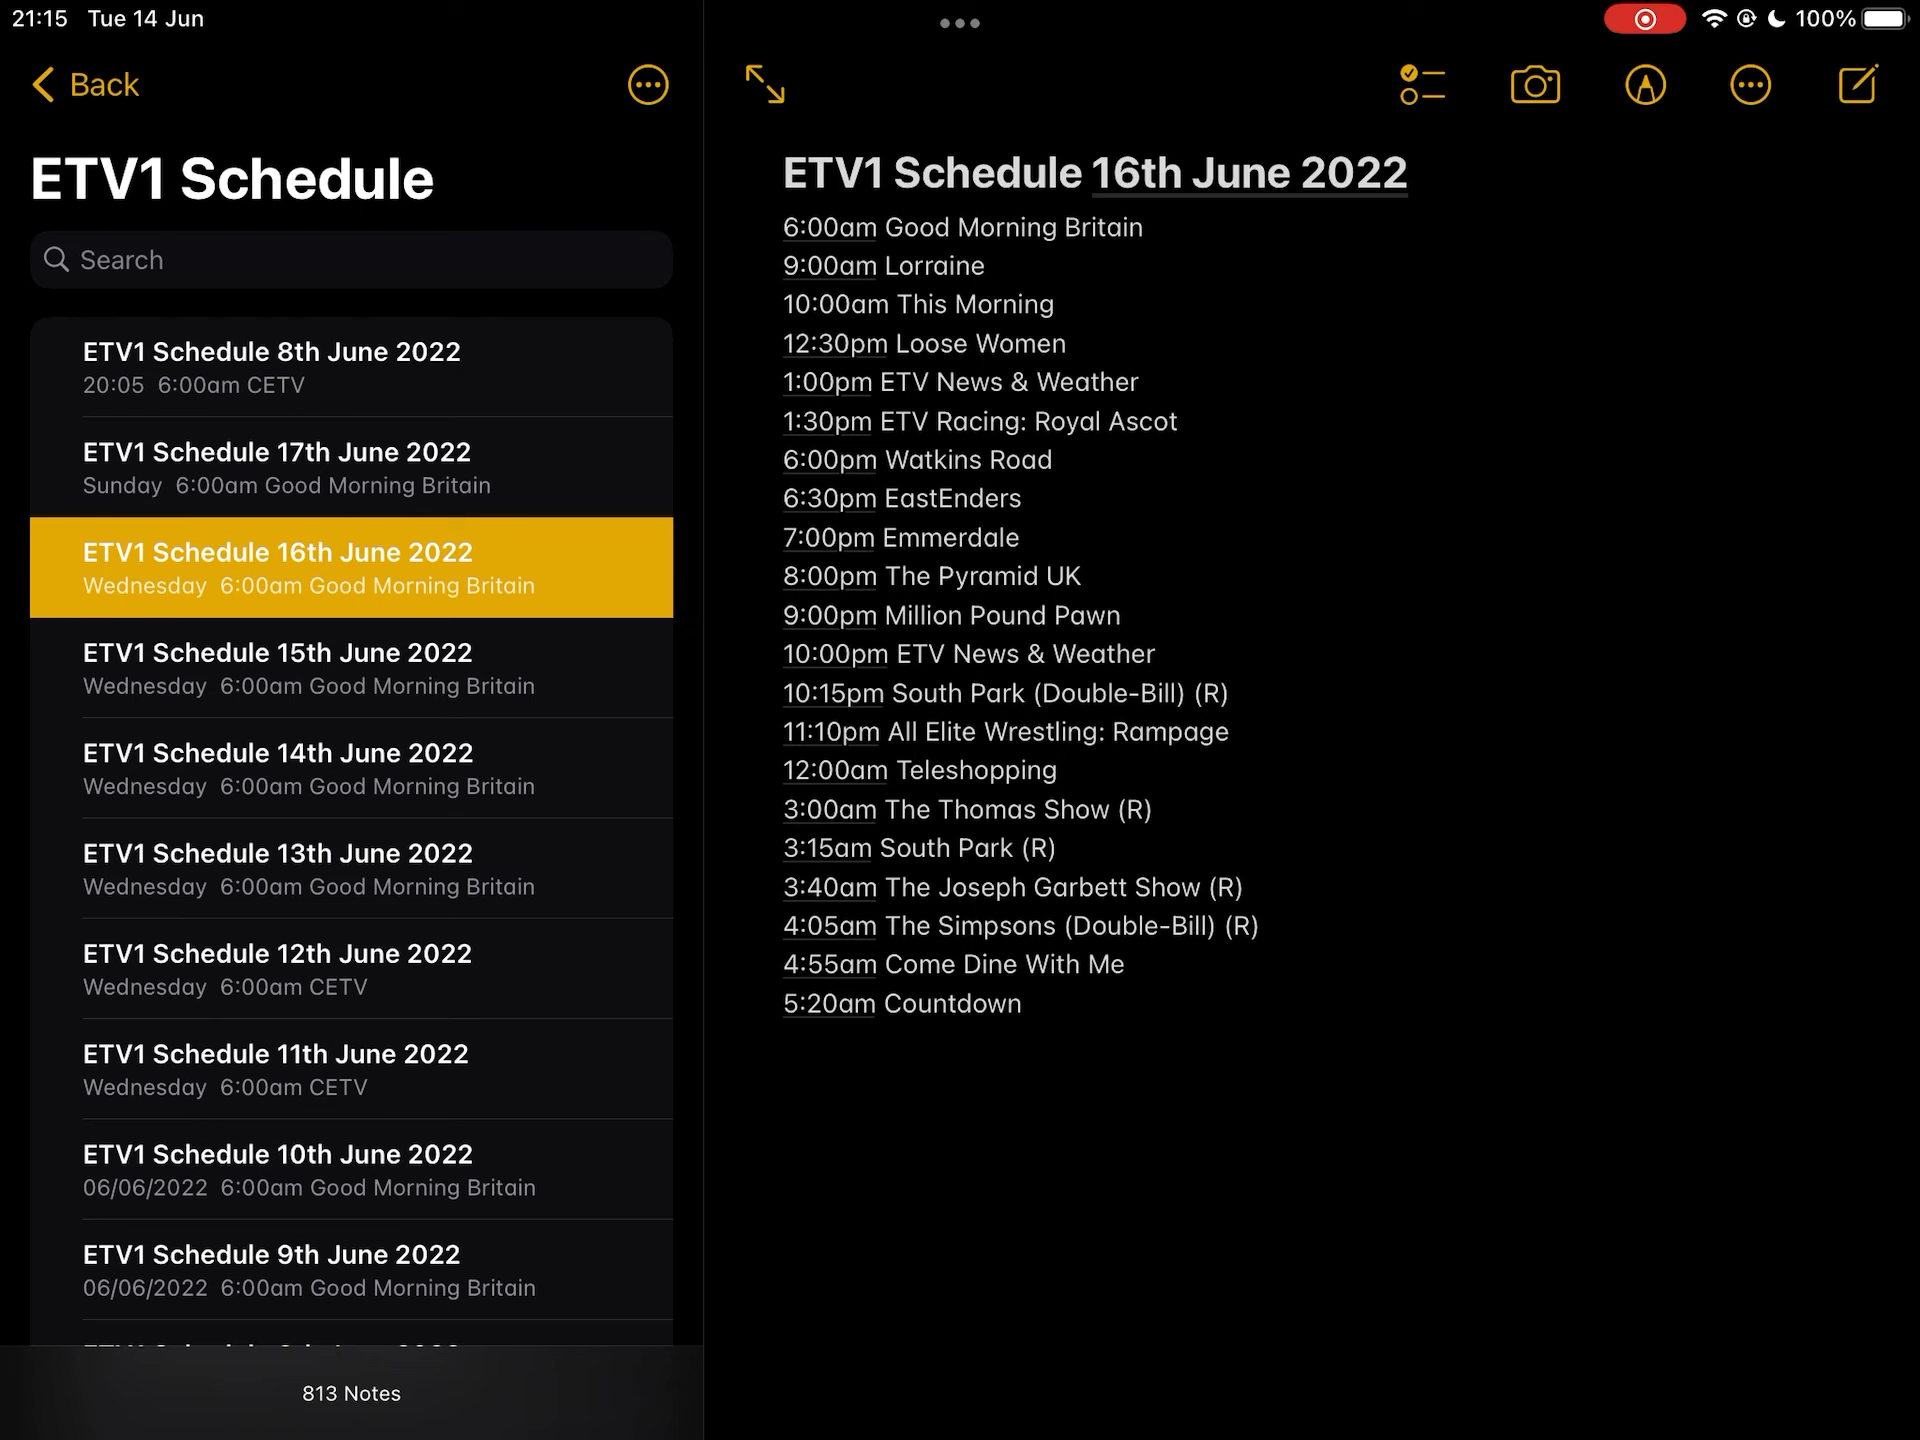 21:15 Tue 14 Jun
100%
Back
ETV1 Schedule
Search
ETV1 Schedule 8th June 2022
20:05 6:00am CETV
ETV1 Schedule 17th June 2022
Sunday 6:00am Good Morning Britain
ETV1 Schedule 16th June 2022
Wednesday 6:00am Good Morning Britain
ETV1 Schedule 15th June 2022
Wednesday 6:00am Good Morning Britain
ETV1 Schedule 14th June 2022
Wednesday 6:00am Good Morning Britain
ETV1 Schedule 13th June 2022
Wednesday 6:00am Good Morning Britain
ETV1 Schedule 12th June 2022
Wednesday 6:00am CETV
ETV1 Schedule 11th June 2022
Wednesday 6:00am CETV
ETV1 Schedule 10th June 2022
06/06/2022 6:00am Good Morning Britain
ETV1 Schedule 9th June 2022
06/06/2022 6:00am Good Morning Britain
813 Notes
ETV1 Schedule 16th June 2022
6:00am Good Morning Britain
9:00am Lorraine
10:00am This Morning
12:30pm Loose Women
1:00pm ETV News & Weather
1:30pm ETV Racing: Royal Ascot
6:00pm Watkins Road
6:30pm EastEnders
7:00pm Emmerdale
8:00pm The Pyramid UK
9:00pm Million Pound Pawn
10:00pm ETV News & Weather
10:15pm South Park (Double-Bill) (R)
11:10pm All Elite Wrestling: Rampage
12:00am Teleshopping
3:00am The Thomas Show (R)
3:15am South Park (R)
3:40am The Joseph Garbett Show (R)
4:05am The Simpsons (Double-Bill) (R)
4:55am Come Dine With Me
5:20am Countdown